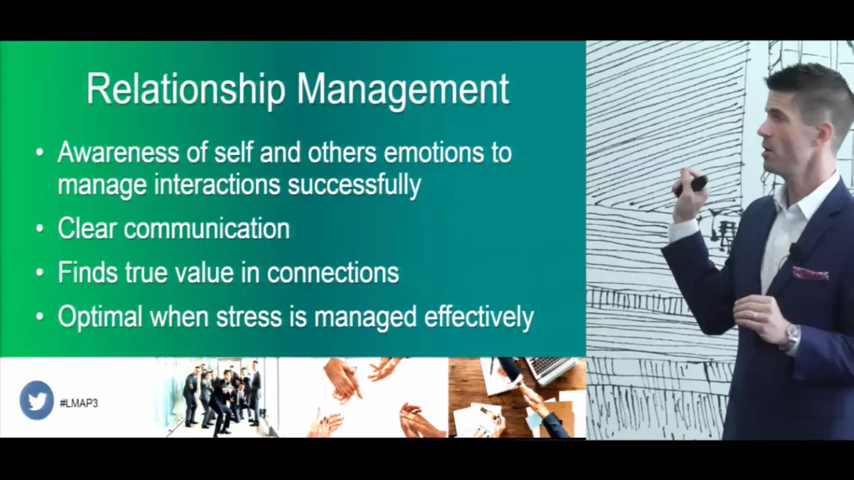 Relationship Management
• Awareness of self and others emotions to
manage interactions successfully
• Clear communication
• Finds true value in connections
• Optimal when stress is managed effectively
#LMAP3